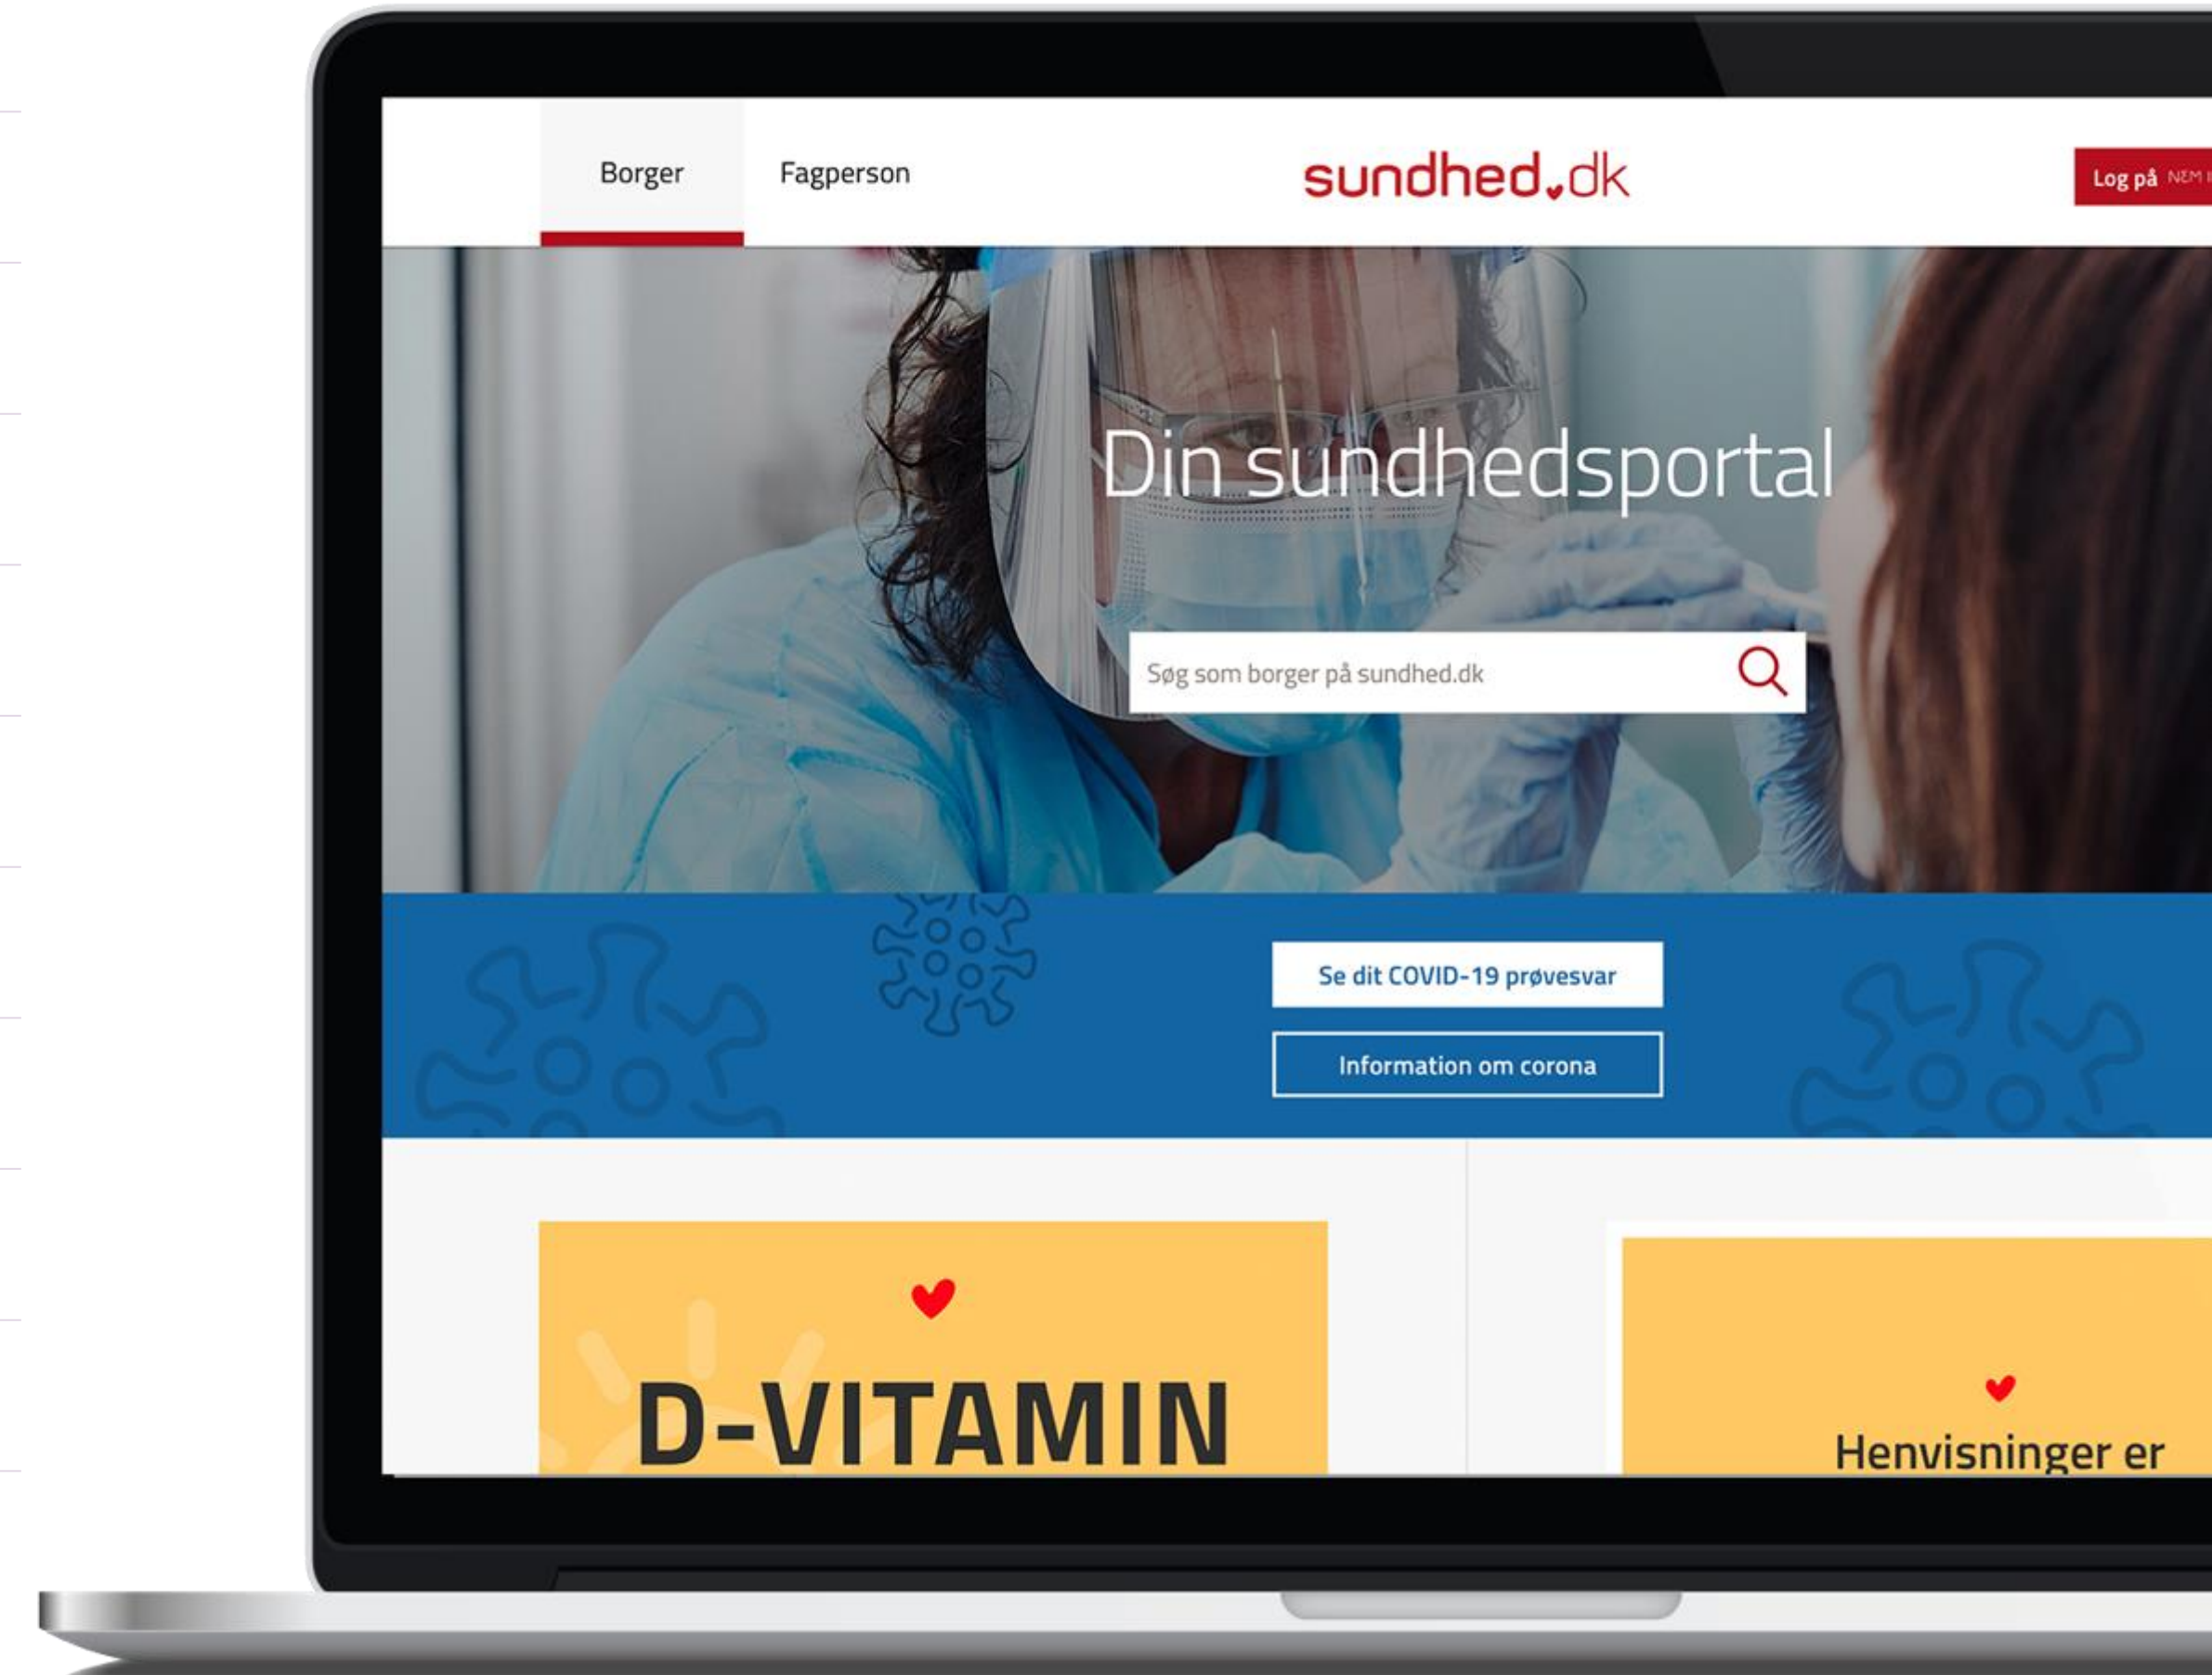 Borger
Fagperson
sundhed.dk
Log på NEM
Din sundhedsportal
Søg som borger på sundhed.dk
Se dit COVID-19 prøvesvar
Information om corona
D-VITAMIN
Henvisninger er